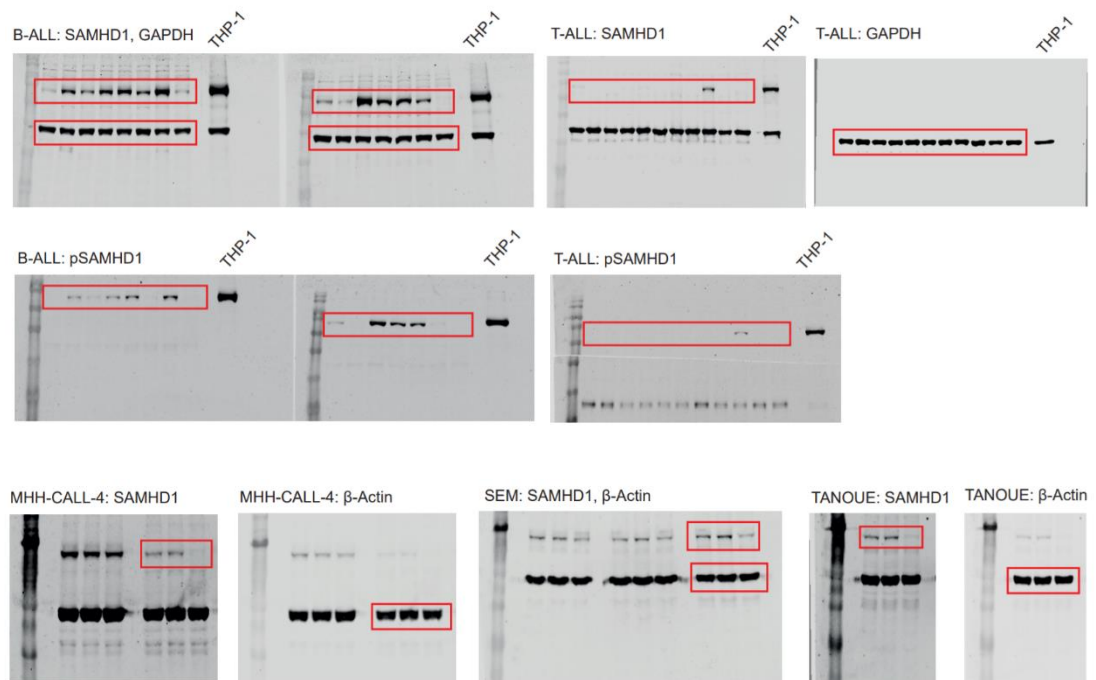 B-ALL: SAMHD1, GAPDH
THP-1
THP-1
T-ALL: SAMHD1
THP-1
T-ALL: GAPDH
THP-1
B-ALL: pSAMHD1
THP-1
THP-1
T-ALL: pSAMHD1
THP-1
MHH-CALL-4: SAMHD1
MHH-CALL-4: β-Actin
SEM: SAMHD1, β-Actin
TANOUE: SAMHD1
TANOUE: β-Actin